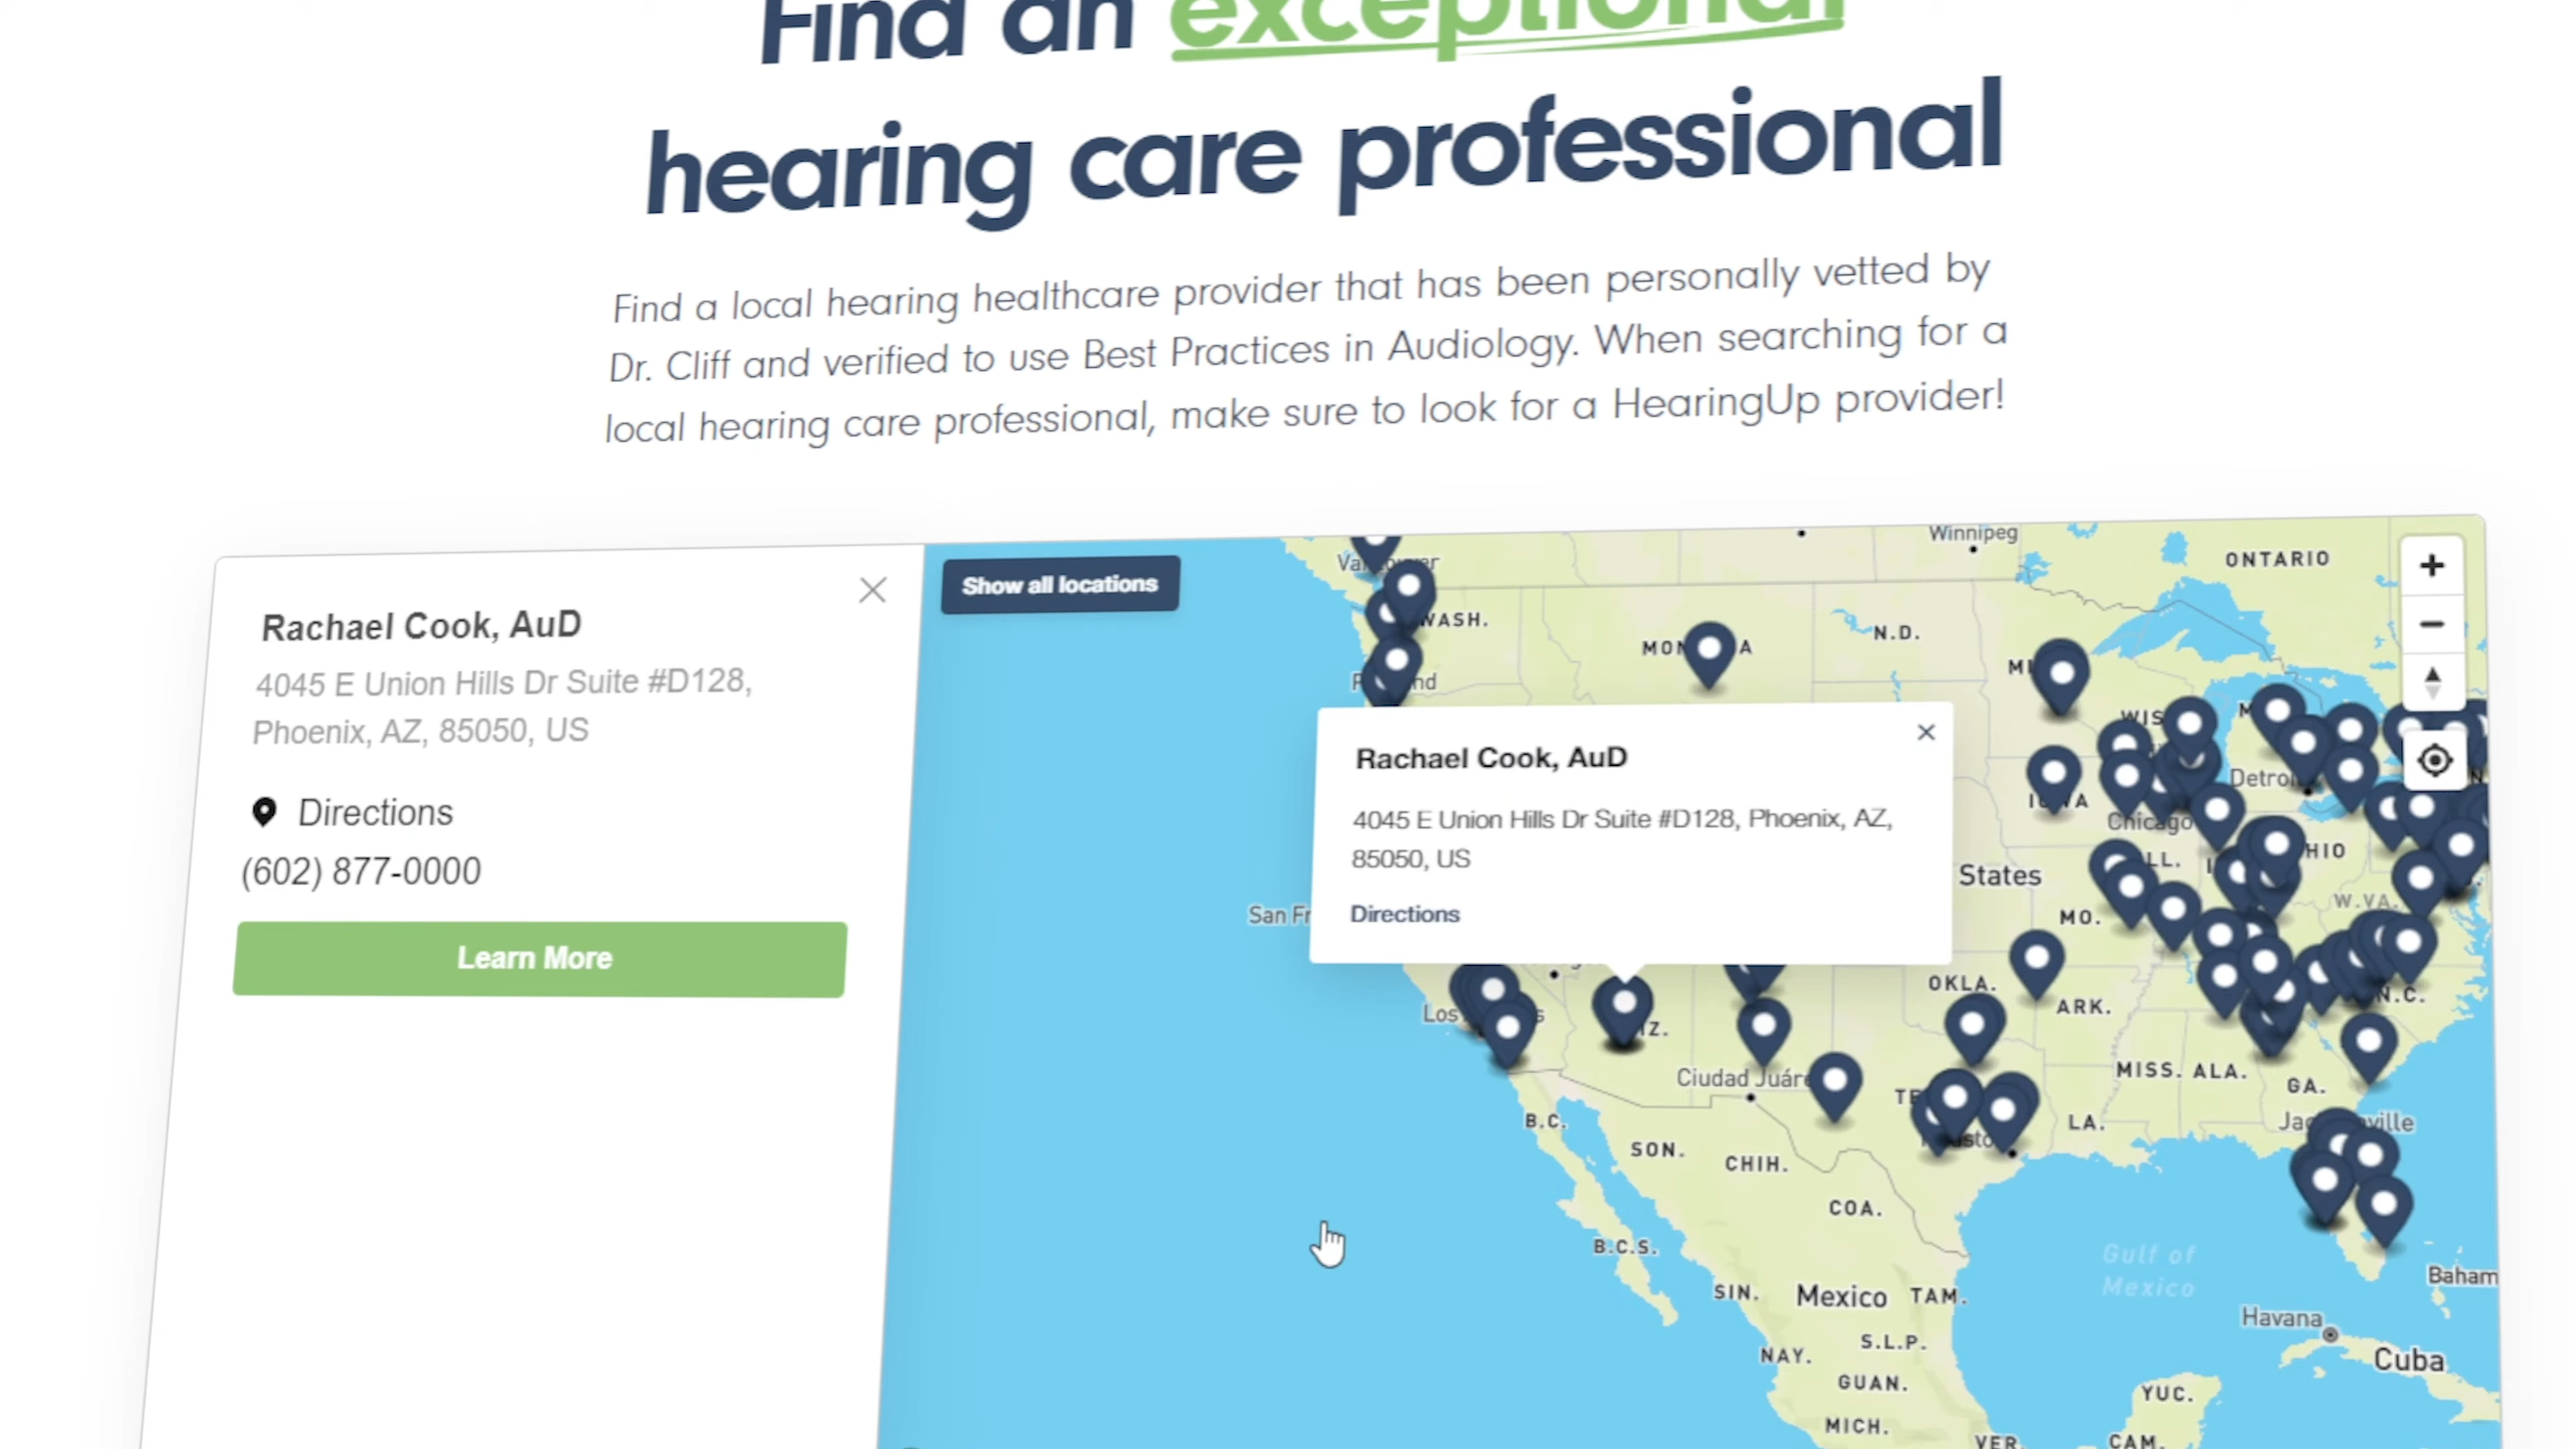 Find an exceptional
hearing care professional
Find a local hearing healthcare provider that has been personally vetted by
Dr. Cliff and verified to use Best Practices in Audiology. When searching for a
local hearing care professional, make sure to look for a HearingUp provider!
Rachael Cook, AuD
4045 E Union Hills Dr Suite #D128,
Phoenix, AZ, 85050, US
Directions
(602) 877-0000
Learn More
Show all locations
Winnipeg
ONTARIO
WASH.
N.D.
Rachael Cook, AuD
4045 E Union Hills Dr Suite #D128, Phoenix, AZ,
85050, US
Directions
Chicago
States
MO.
W.VA.
OKLA.
ARK.
N.C.
Ciudad Juár
MISS.
ALA.
GA.
LA.
B.C.
SON.
CHIH.
COA.
B.C.S.
Gulf of
Mexico
SIN.
Mexico
TAM.
Baham
Havana
S.L.P.
NAY.
Cuba
GUAN.
YUC.
MICH.
VER.
CAM.